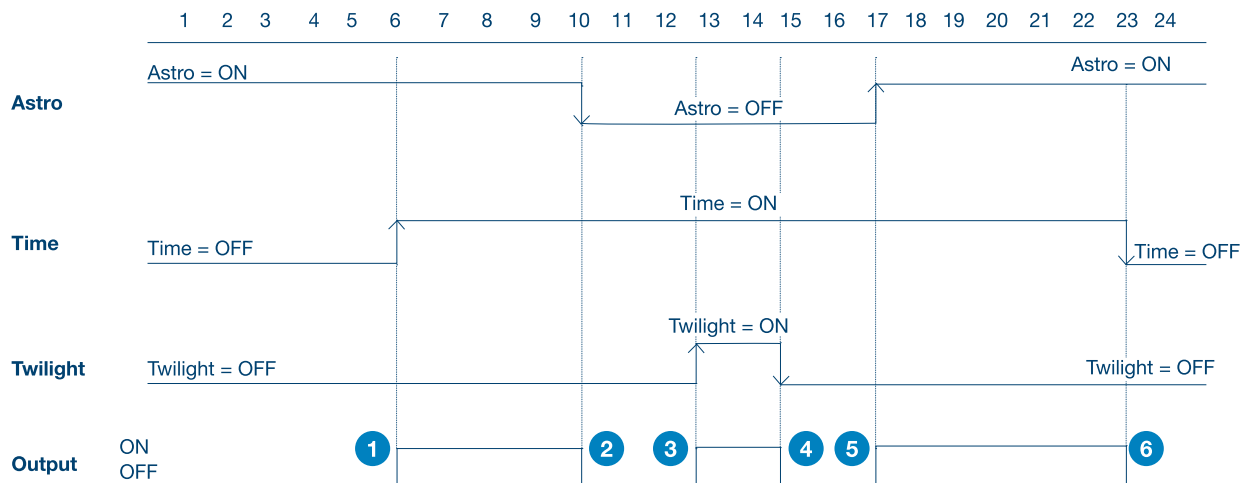 1 2 3 4 5 6 7 8 9 10 11 12 13 14 15 16 17 18 19 20 21 22 23 24
Astro = ON
Astro = ON
Astro
Astro = OFF
Time = ON
Time
Time = OFF
Time = OFF
Twilight = ON
Twilight
Twilight = OFF
Twilight = OFF
Output
ON
OFF
1 2 3 4 5 6